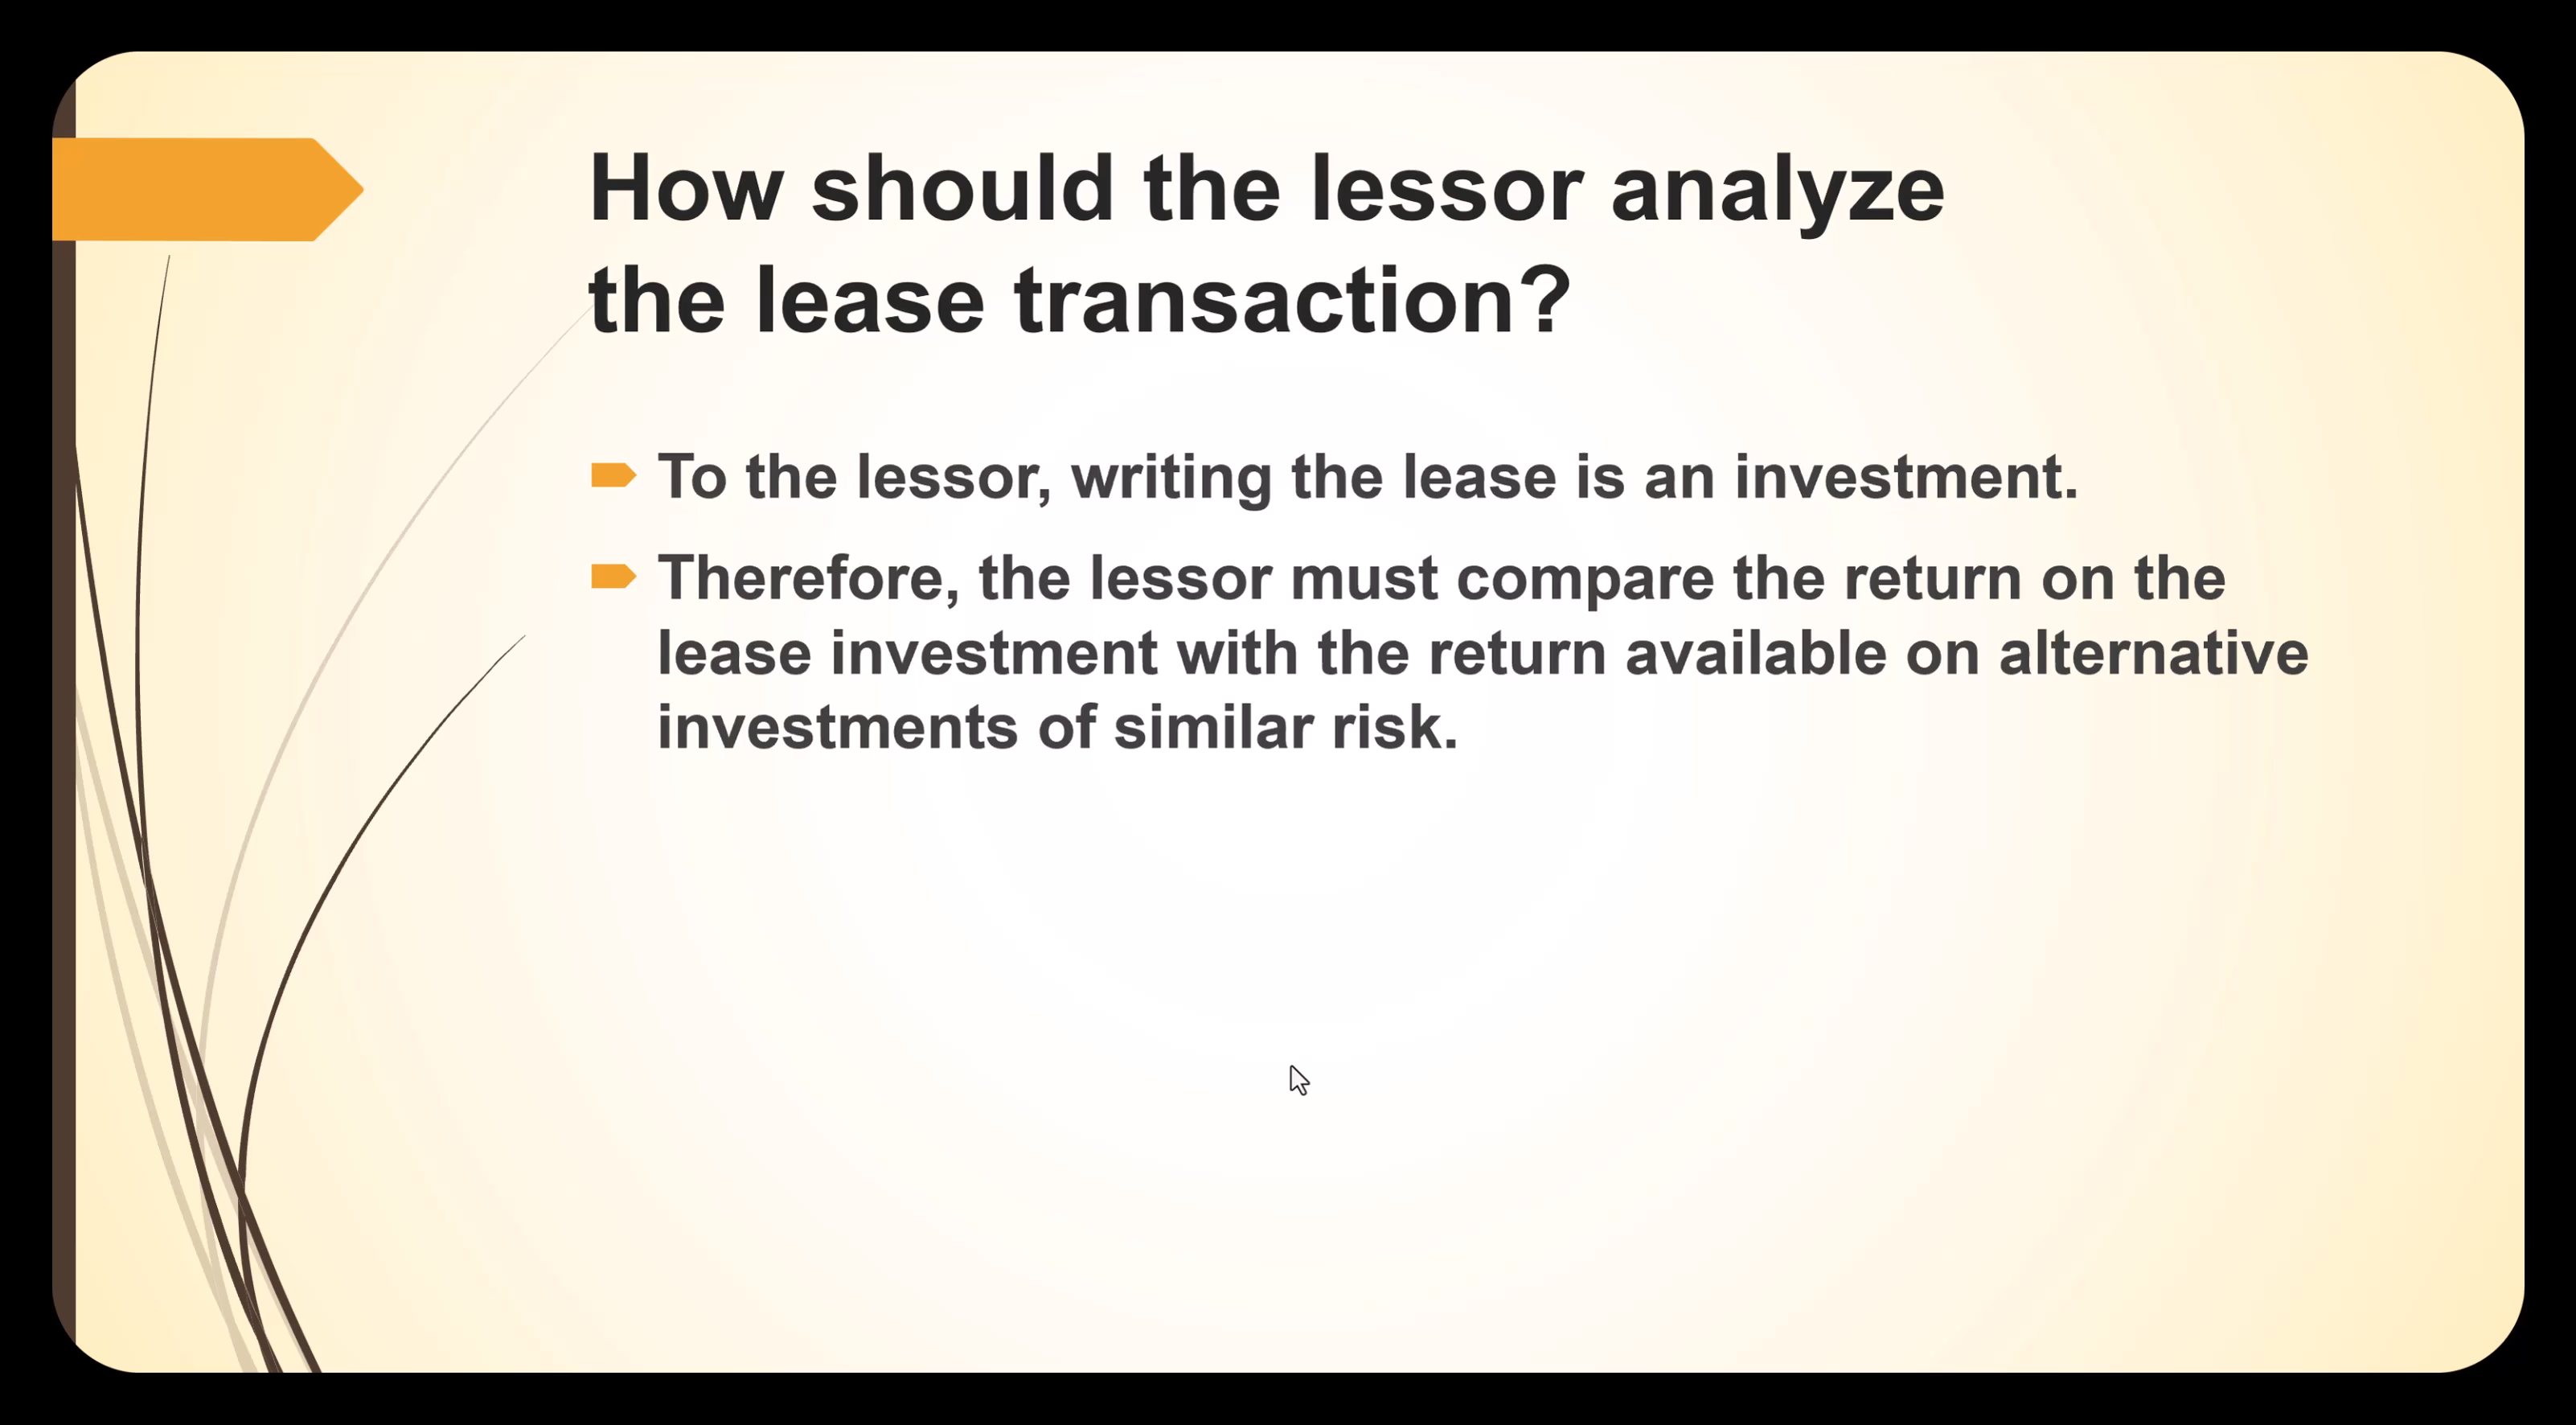 How should the lessor analyze
the lease transaction?
To the lessor, writing the lease is an investment.
Therefore, the lessor must compare the return on the
lease investment with the return available on alternative
investments of similar risk.